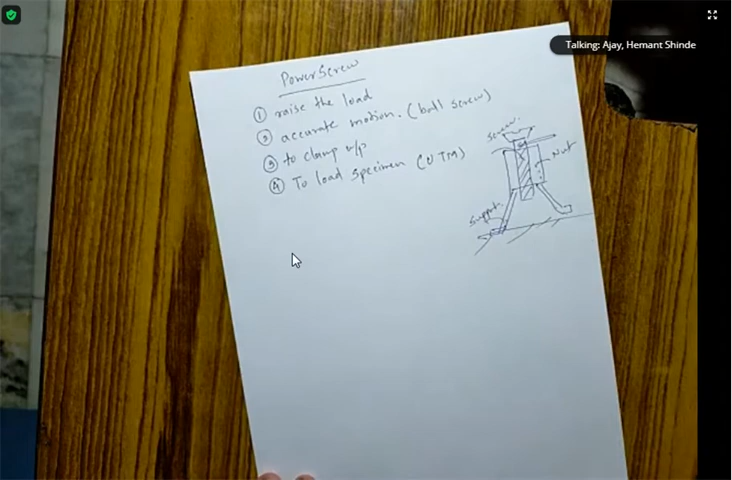 Talking: Ajay, Hemant Shinde
Power Screw
① raise the load
② accurate motion. (ball screw)
③ to clamp w/p
④ To load specimen (UTM)
Screw.
Nut
Support.